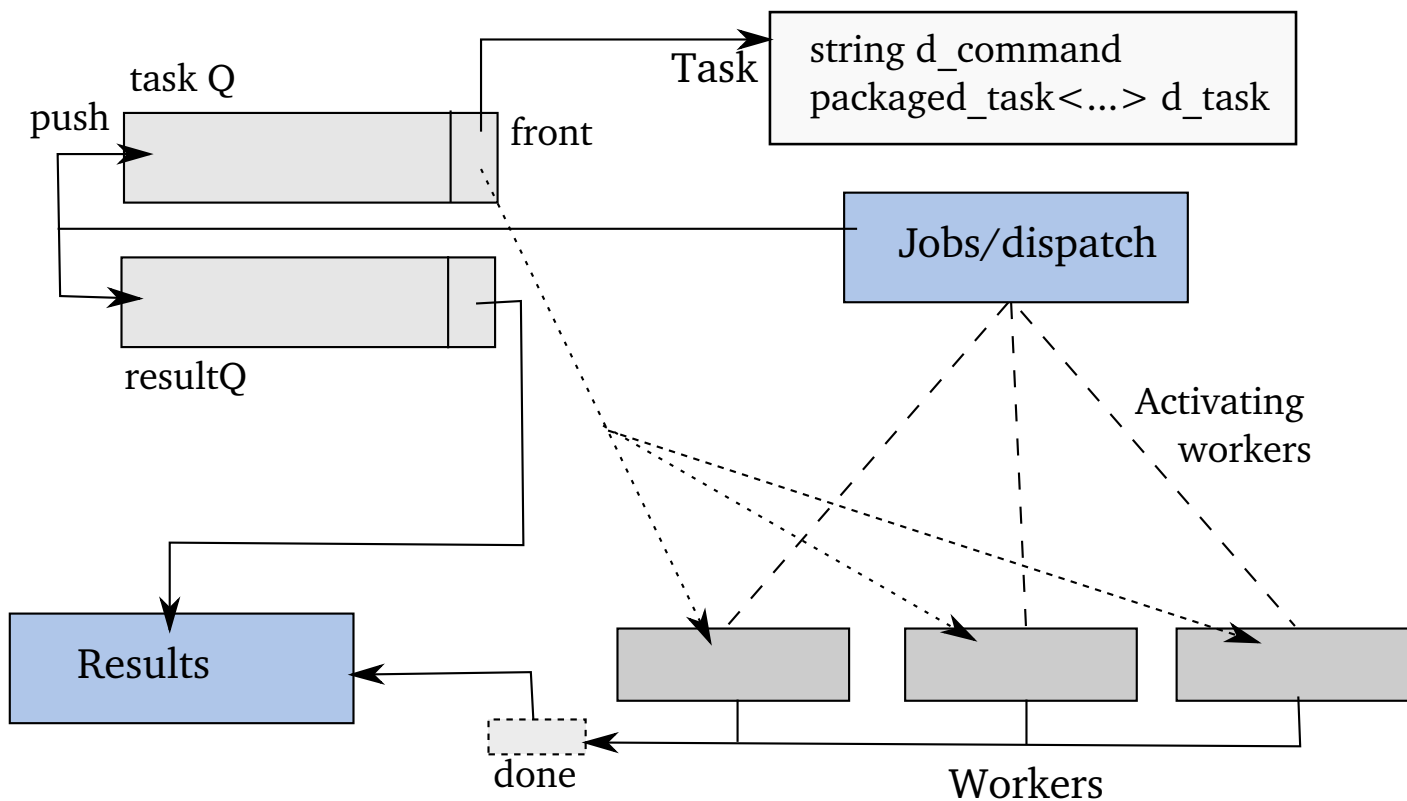 task Q
push
front
Task
string d_command
packaged_task<...> d_task
Jobs/dispatch
resultQ
Activating
workers
Results
done
Workers